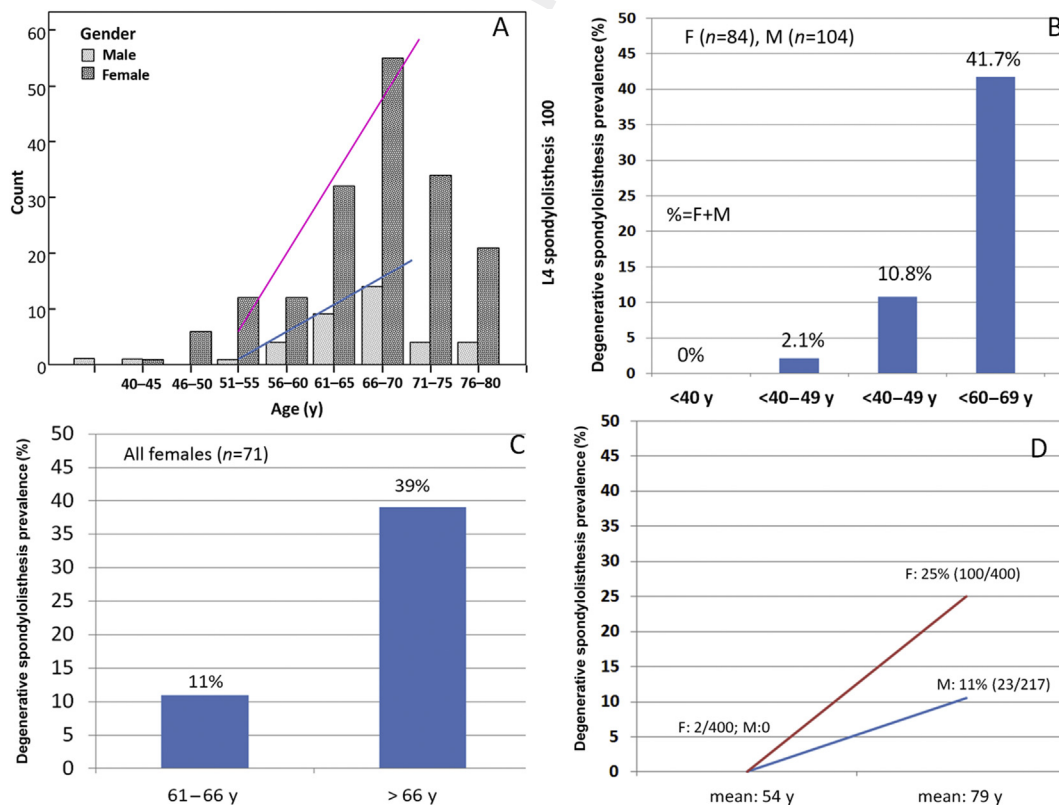 A
Gender
Male
Female
60
50
40
30
20
10
0
Count
40–45
46–50
51–55
56–60
61–65
66–70
71–75
76–80
Age (y)
L4 spondylolisthesis 100
B
F (n=84), M (n=104)
%=F+M
50
45
40
35
30
25
20
15
10
5
0
Degenerative spondylolisthesis prevalence (%)
0%
2.1%
10.8%
41.7%
<40 y
<40–49 y
<40–49 y
<60–69 y
C
All females (n=71)
50
45
40
35
30
25
20
15
10
5
0
Degenerative spondylolisthesis prevalence (%)
11%
39%
61–66 y
> 66 y
D
50
45
40
35
30
25
20
15
10
5
0
Degenerative spondylolisthesis prevalence (%)
F: 25% (100/400)
M: 11% (23/217)
F: 2/400; M:0
mean: 54 y
mean: 79 y